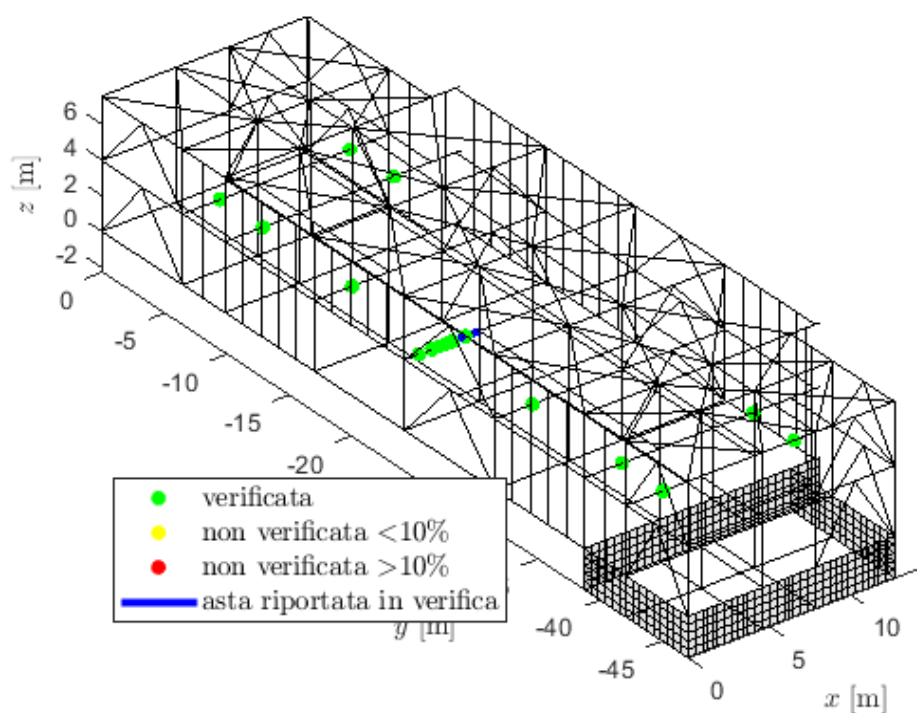 6
4
2
0
-2
z [m]
0
-5
-10
-15
-20
-40
-45
y [m]
0
5
10
x [m]
verificata
non verificata <10%
non verificata >10%
asta riportata in verifica